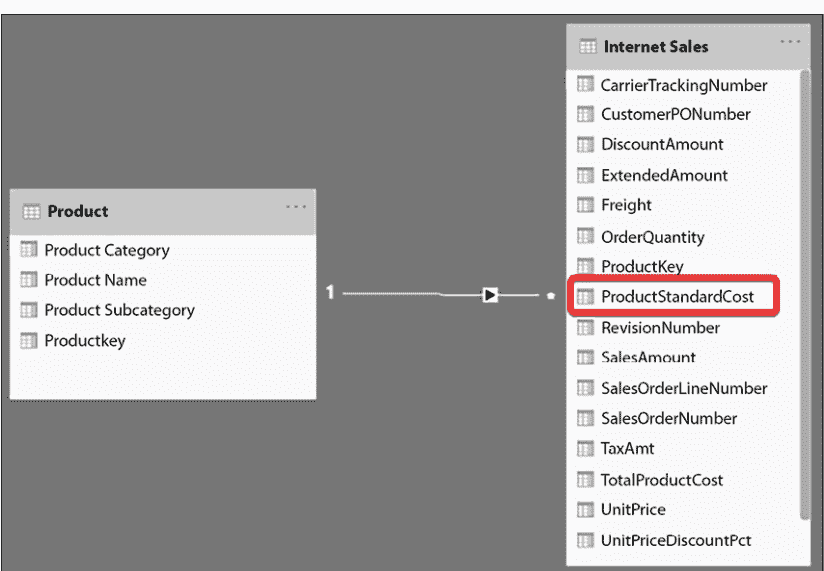 Product
Product Category
Product Name
Product Subcategory
Productkey
1
*
Internet Sales
CarrierTrackingNumber
CustomerPONumber
DiscountAmount
ExtendedAmount
Freight
OrderQuantity
ProductKey
ProductStandardCost
RevisionNumber
SalesAmount
SalesOrderLineNumber
SalesOrderNumber
TaxAmt
TotalProductCost
UnitPrice
UnitPriceDiscountPct